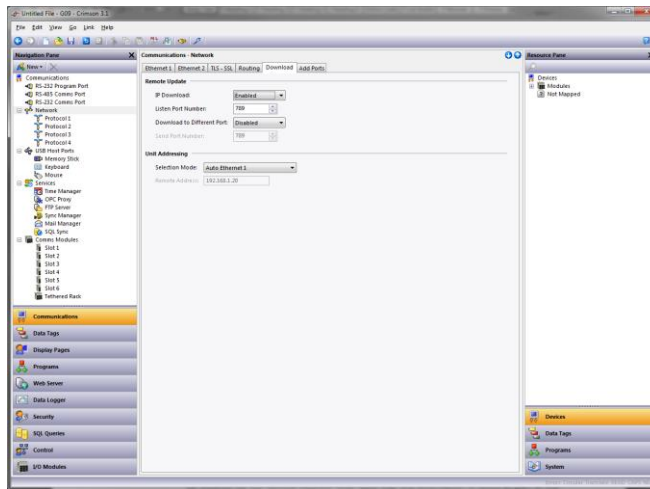 Untitled File - G09 - Crimson 3.1
File Edit View Go Link Help
Navigation Pane
New
Communications
RS-232 Program Port
RS-485 Comms Port
RS-232 Comms Port
Network
Protocol 1
Protocol 2
Protocol 3
Protocol 4
USB Host Ports
Memory Stick
Keyboard
Mouse
Services
Time Manager
OPC Proxy
FTP Server
Sync Manager
Mail Manager
SQL Sync
Comms Modules
Slot 1
Slot 2
Slot 3
Slot 4
Slot 5
Slot 6
Tethered Rack
Communications
Data Tags
Display Pages
Programs
Web Server
Data Logger
Security
SQL Queries
Control
I/O Modules
Communications - Network
Ethernet 1 Ethernet 2 TLS - SSL Routing Download Add Ports
Remote Update
IP Download: Enabled
Listen Port Number: 789
Download to Different Port: Disabled
Send Port Number: 789
Unit Addressing
Selection Mode: Auto Ethernet 1
Remote Address: 192.168.1.20
Resource Pane
Devices
Modules
Not Mapped
Devices
Data Tags
Programs
System